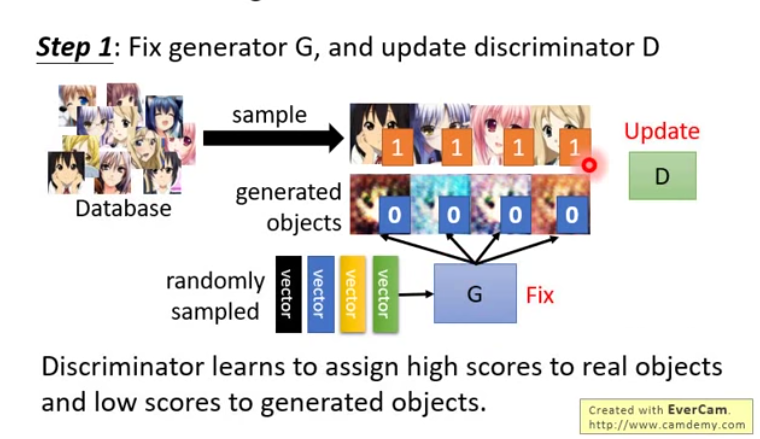 Step 1: Fix generator G, and update discriminator D
sample
1 1 1 1
Update
D
Database
generated
objects
0 0 0 0
randomly
sampled
vector vector vector vector
G
Fix
Discriminator learns to assign high scores to real objects
and low scores to generated objects.
Created with EverCam.
http://www.camdemy.com